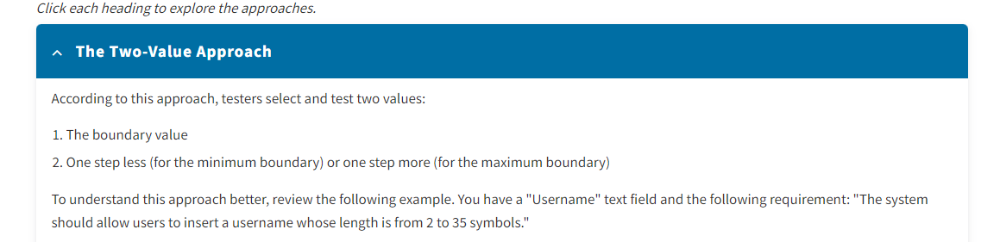 Click each heading to explore the approaches.
The Two-Value Approach
According to this approach, testers select and test two values:
1. The boundary value
2. One step less (for the minimum boundary) or one step more (for the maximum boundary)
To understand this approach better, review the following example. You have a "Username" text field and the following requirement: "The system
should allow users to insert a username whose length is from 2 to 35 symbols."